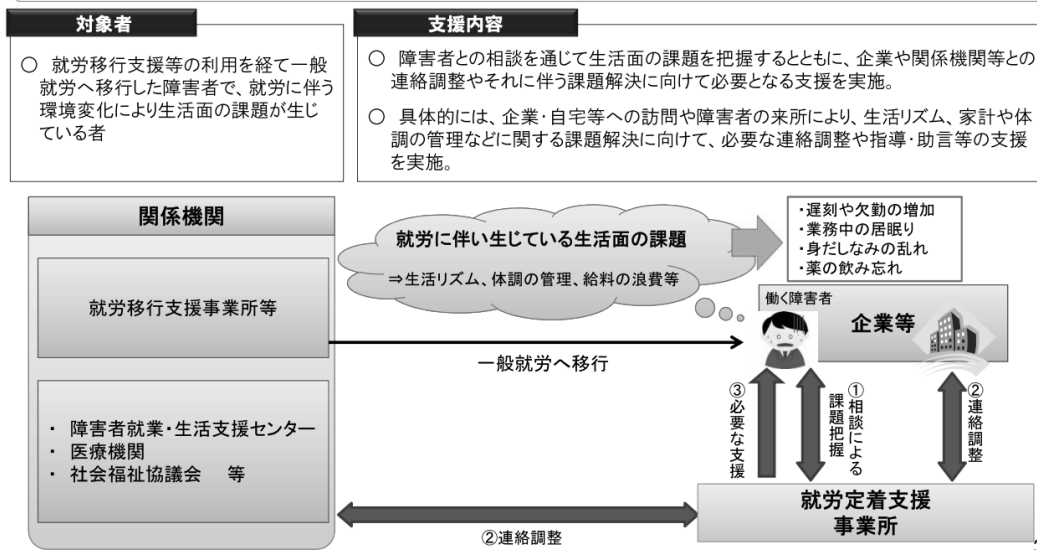 対象者
○ 就労移行支援等の利用を経て一般
就労へ移行した障害者で、就労に伴う
環境変化により生活面の課題が生じ
ている者
支援内容
○ 障害者との相談を通じて生活面の課題を把握するとともに、企業や関係機関等との
連絡調整やそれに伴う課題解決に向けて必要となる支援を実施。
○ 具体的には、企業・自宅等への訪問や障害者の来所により、生活リズム、家計や体
調の管理などに関する課題解決に向けて、必要な連絡調整や指導・助言等の支援
を実施。
関係機関
就労移行支援事業所等
・ 障害者就業・生活支援センター
・ 医療機関
・ 社会福祉協議会 等
就労に伴い生じている生活面の課題
⇒生活リズム、体調の管理、給料の浪費等
・遅刻や欠勤の増加
・業務中の居眠り
・身だしなみの乱れ
・薬の飲み忘れ
働く障害者
企業等
一般就労へ移行
③必要な支援
①相談による
課題把握
②連絡調整
就労定着支援
事業所
②連絡調整